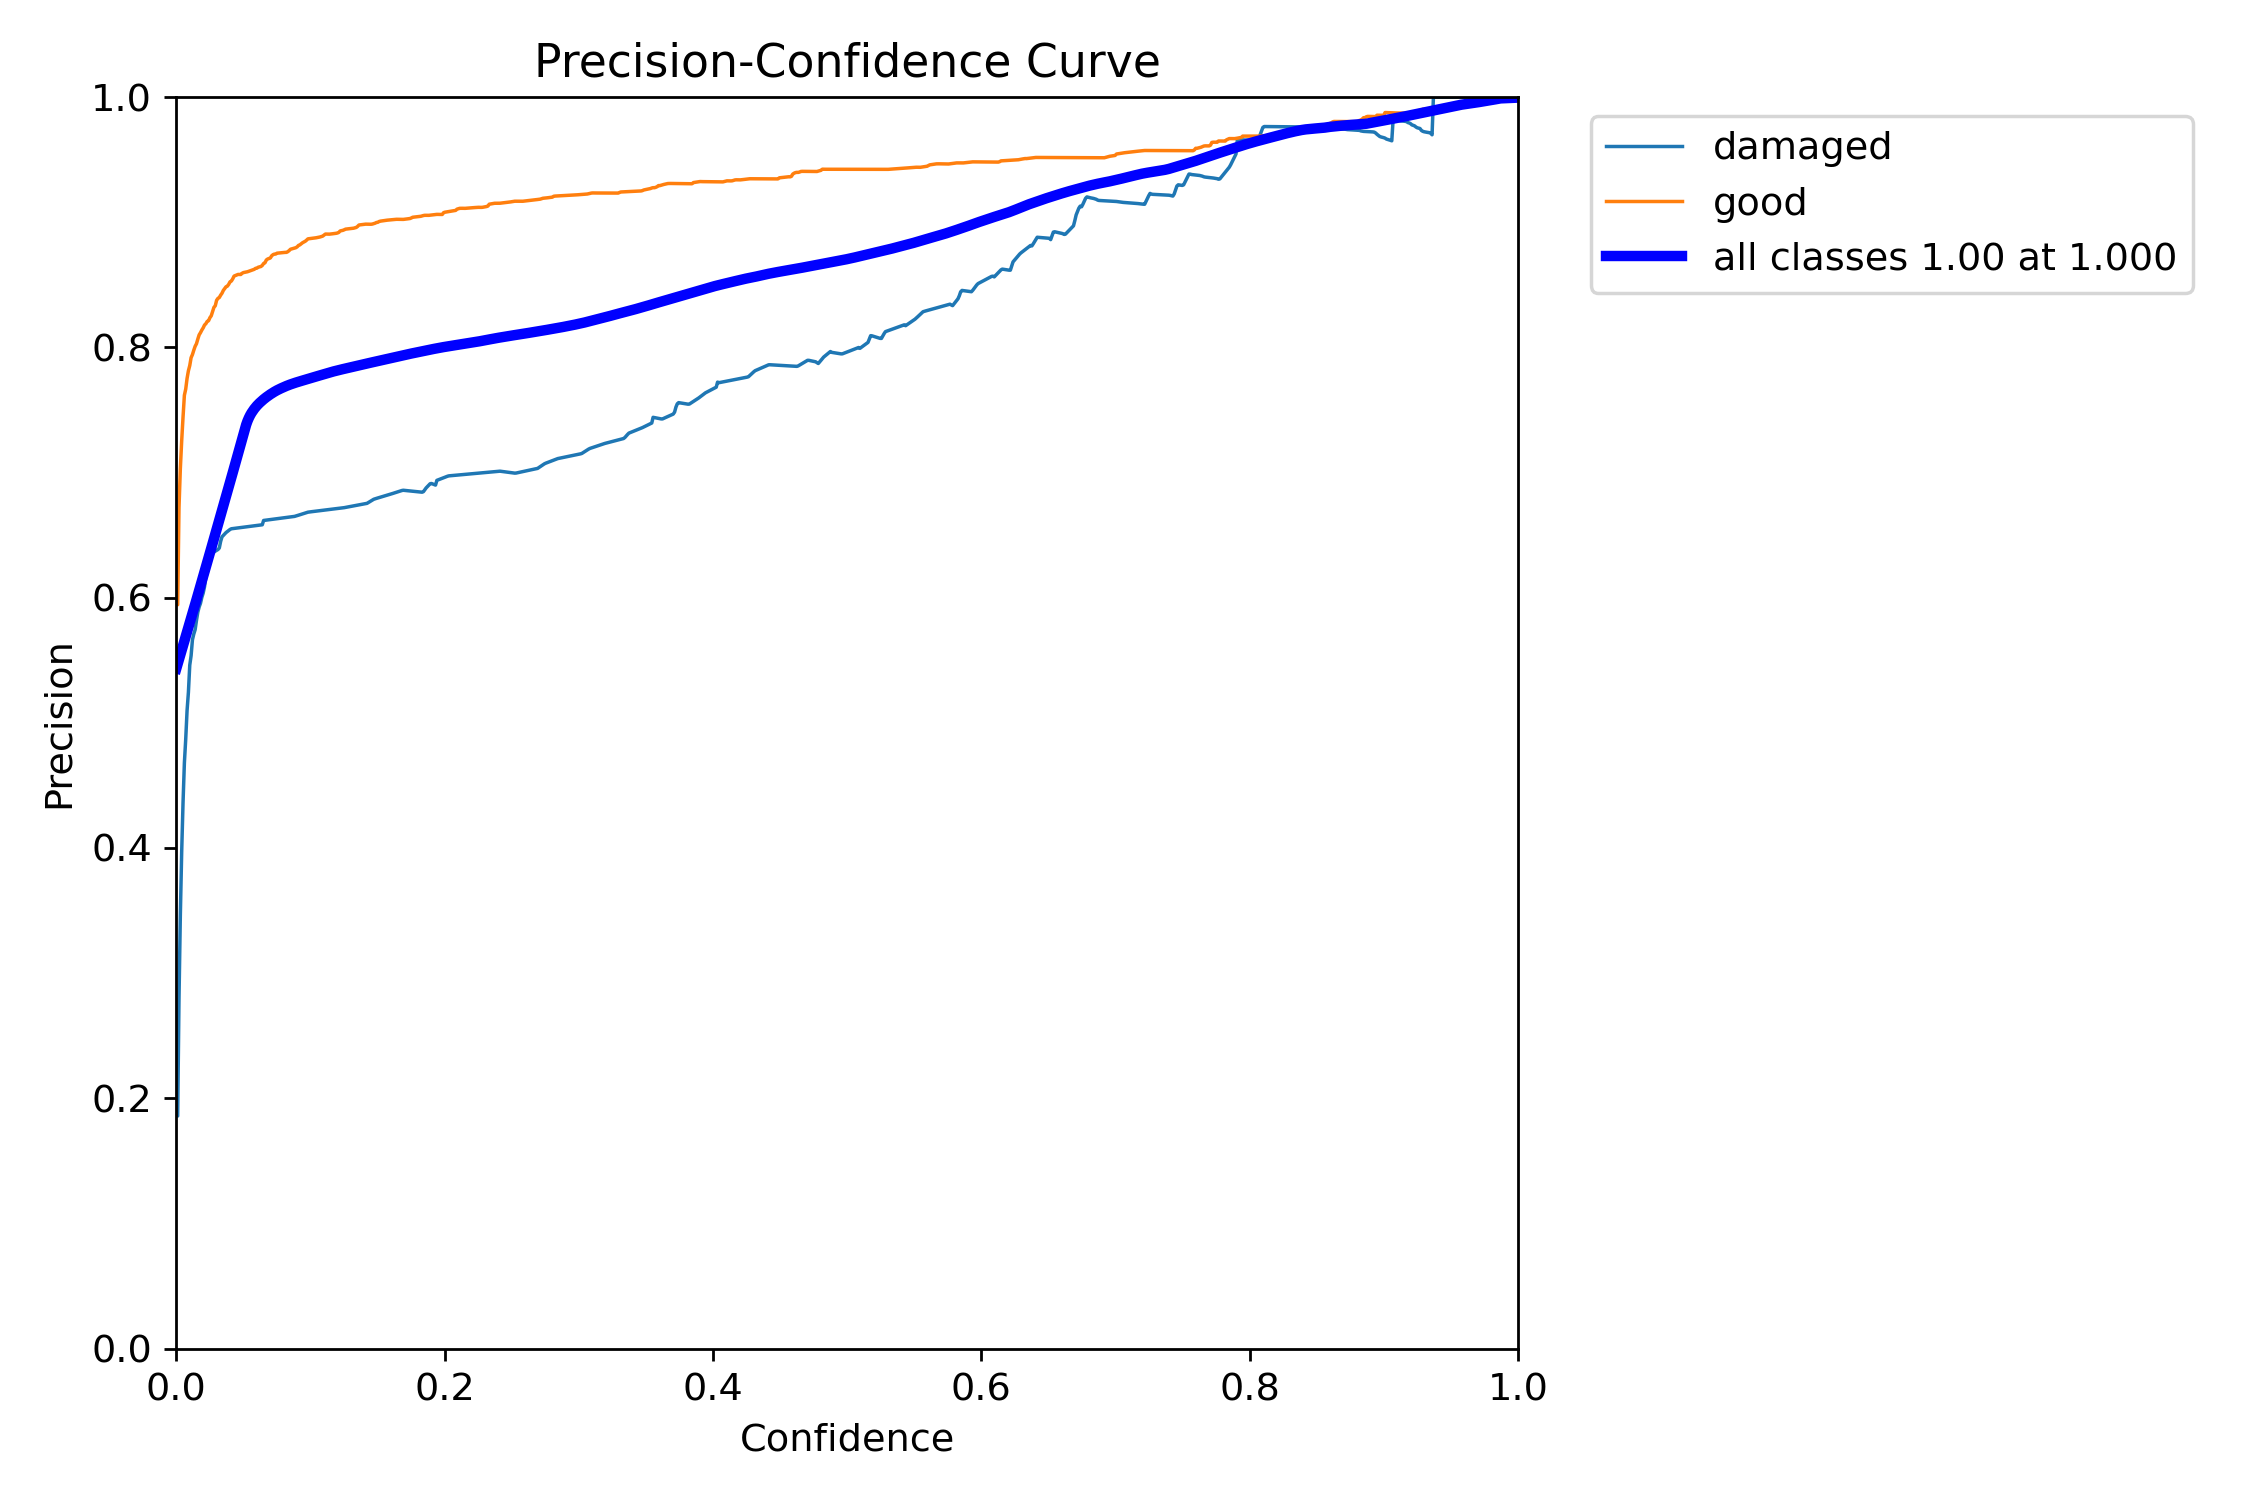 Precision-Confidence Curve
1.0
0.8
0.6
0.4
0.2
0.0
Precision
0.0 0.2 0.4 0.6 0.8 1.0
Confidence
damaged
good
all classes 1.00 at 1.000